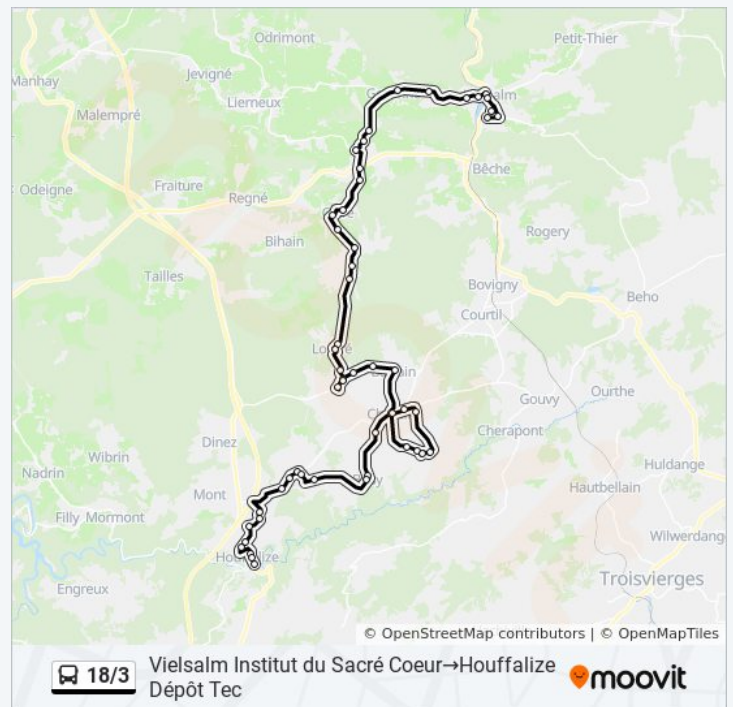 Odrimont
Petit-Thier
Manhay
Jevigné
Lierneux
Malempré
Bêche
Odeigne
Fraiture
Regné
Bihain
Rogery
Tailles
Bovigny
Beho
Courtil
Ourthe
Gouvy
Cherapont
Dinez
Wibrin
Nadrin
Mont
Huldange
Hautbellain
Filly Mormont
Wilwerdang
Engreux
Troisvierges
© OpenStreetMap contributors | © OpenMapTiles
18/3
Vielsalm Institut du Sacré Coeur→Houffalize
Dépôt Tec
moovit